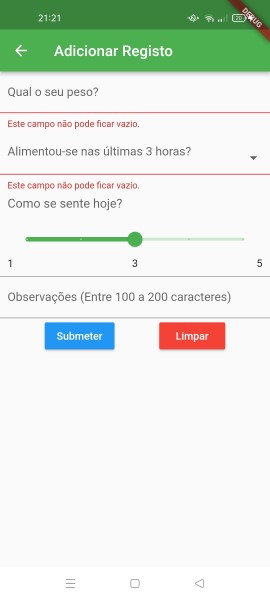 21:21
DEBUG
Adicionar Registo
Qual o seu peso?
Este campo não pode ficar vazio.
Alimentou-se nas últimas 3 horas?
Este campo não pode ficar vazio.
Como se sente hoje?
1 3 5
Observações (Entre 100 a 200 caracteres)
Submeter Limpar